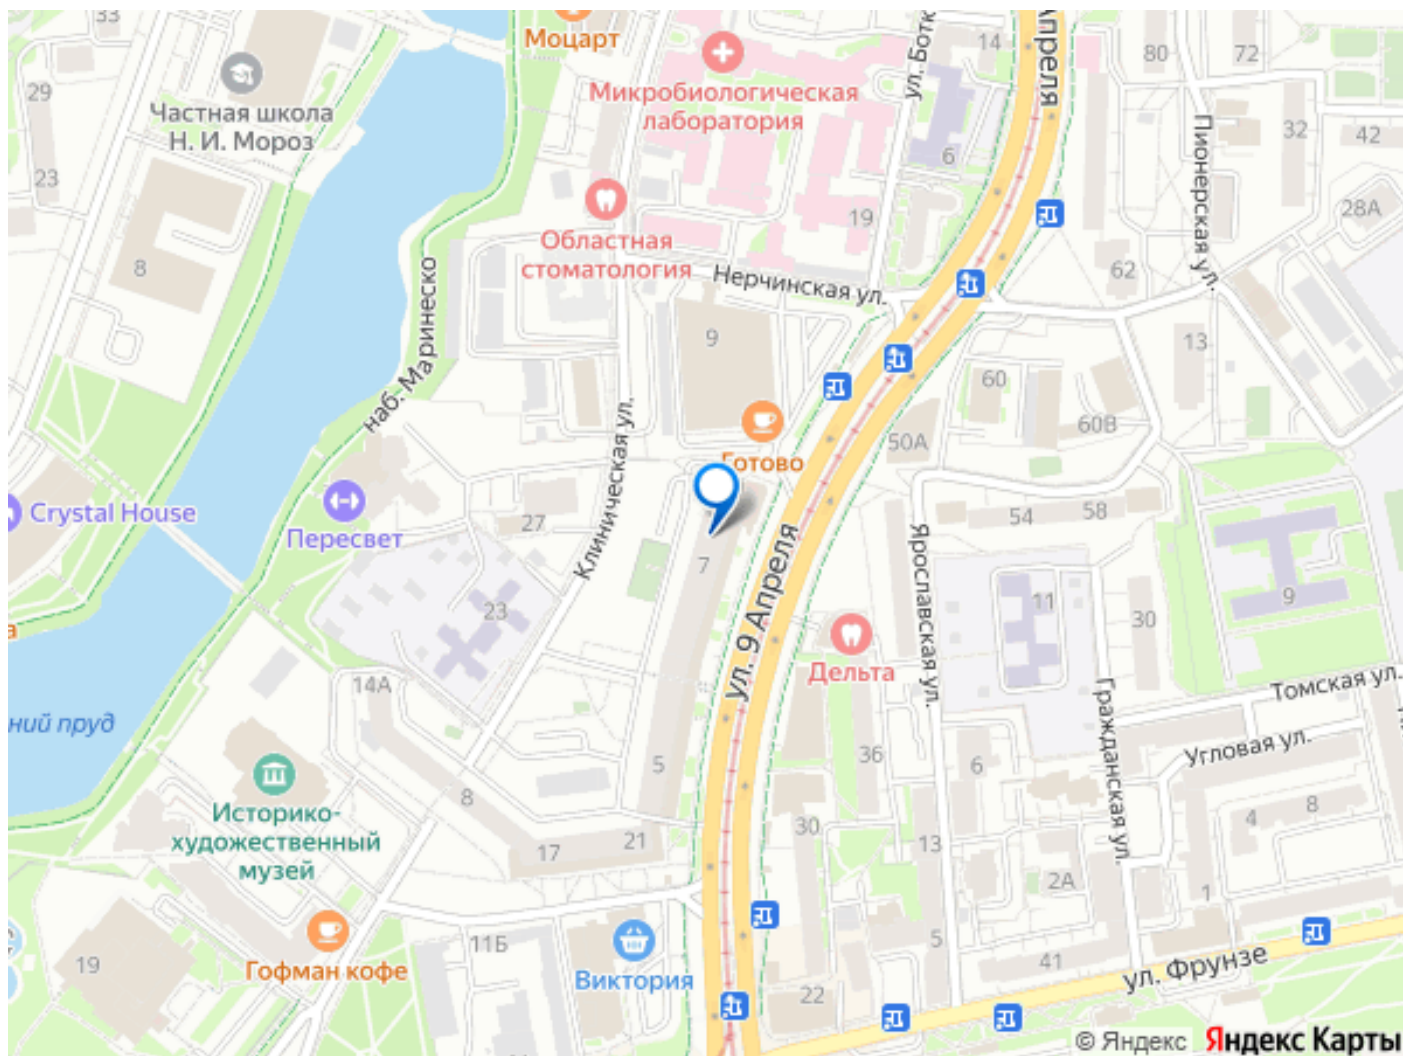 33
Моцарт
ул. Ботк
14
Апреля
80
72
29
Частная школа
Н. И. Мороз
Микробиологическая
лаборатория
32
42
Пионерская ул.
6
23
19
28А
8
Областная
стоматология
Нерчинская ул.
62
наб. Маринеско
9
13
60
Клиническая ул.
60В
50А
Готово
Crystal House
Пересвет
27
54
58
7
ул. 9 Апреля
Ярославская ул.
23
11
9
30
Дельта
а
14А
Гражданская ул.
Томская ул.
ний пруд
Угловая ул.
36
6
5
8
Историко-
художественный
музей
4
8
30
17
21
13
2А
1
Гофман кофе
11Б
Виктория
5
19
41
ул. Фрунзе
22
© Яндекс Яндекс Карты